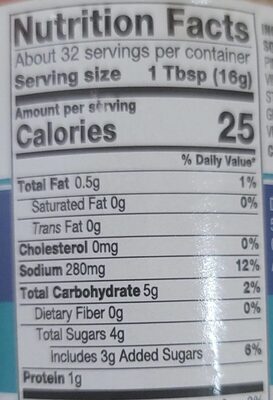 Nutrition Facts
About 32 servings per container
Serving size 1 Tbsp (16g)
Amount per serving
Calories 25
% Daily Value*
Total Fat 0.5g 1%
Saturated Fat 0g 0%
Trans Fat 0g
Cholesterol 0mg 0%
Sodium 280mg 12%
Total Carbohydrate 5g 2%
Dietary Fiber 0g 0%
Total Sugars 4g
Includes 3g Added Sugars 6%
Protein 1g